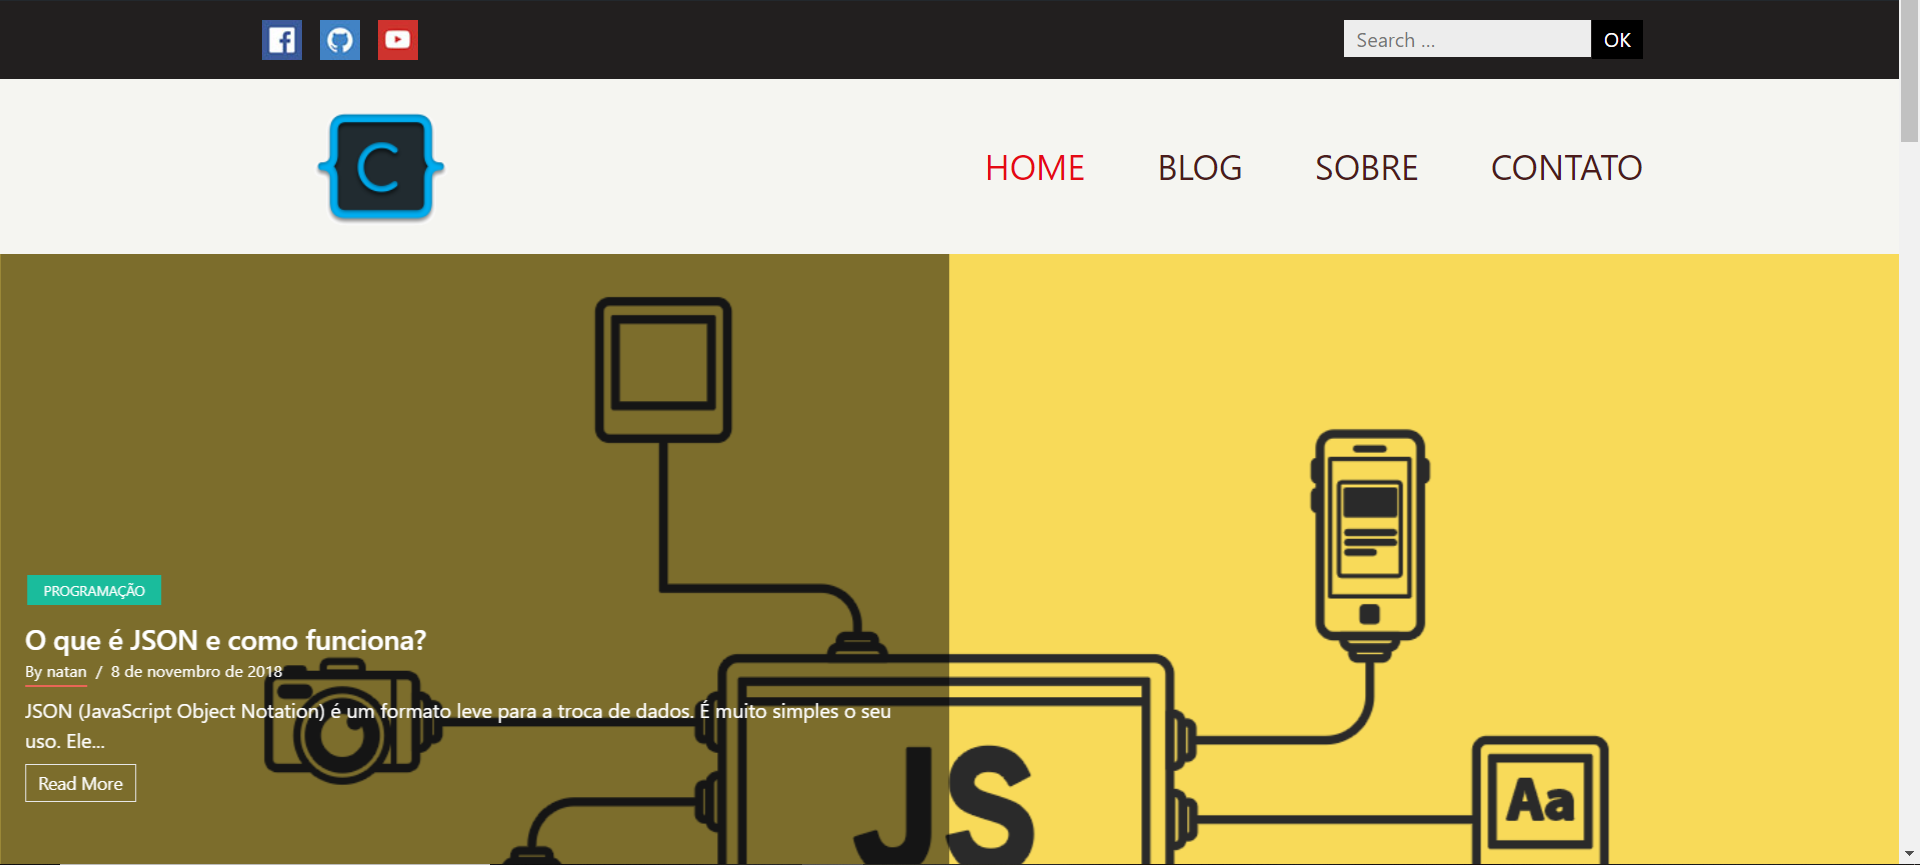 Search ...
OK
C
HOME
BLOG
SOBRE
CONTATO
PROGRAMAÇÃO
O que é JSON e como funciona?
By natan / 8 de novembro de 2018
JSON (JavaScript Object Notation) é um formato leve para a troca de dados. É muito simples o seu
uso. Ele...
Read More
JS
Aa